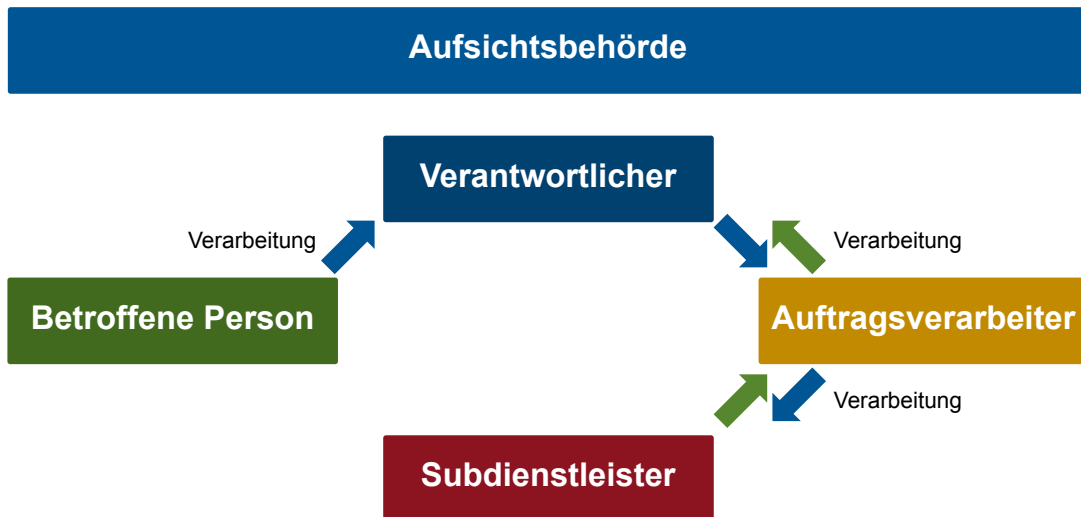 Aufsichtsbehörde
Verantwortlicher
Verarbeitung
Verarbeitung
Betroffene Person
Auftragsverarbeiter
Verarbeitung
Subdienstleister